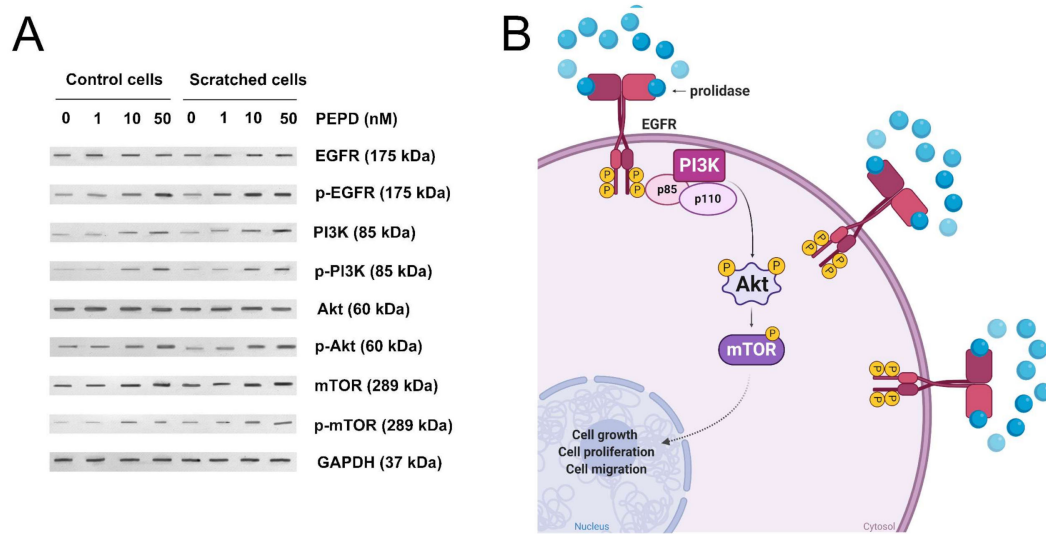 A
Control cells Scratched cells
0 1 10 50 0 1 10 50 PEPD (nM)
EGFR (175 kDa)
p-EGFR (175 kDa)
PI3K (85 kDa)
p-PI3K (85 kDa)
Akt (60 kDa)
p-Akt (60 kDa)
mTOR (289 kDa)
p-mTOR (289 kDa)
GAPDH (37 kDa)
B
prolidase
EGFR
PI3K
p85
p110
P
P
P
P
P
P
Akt
P
mTOR
Cell growth
Cell proliferation
Cell migration
Nucleus
Cytosol
P
P
P
P
P P
P P